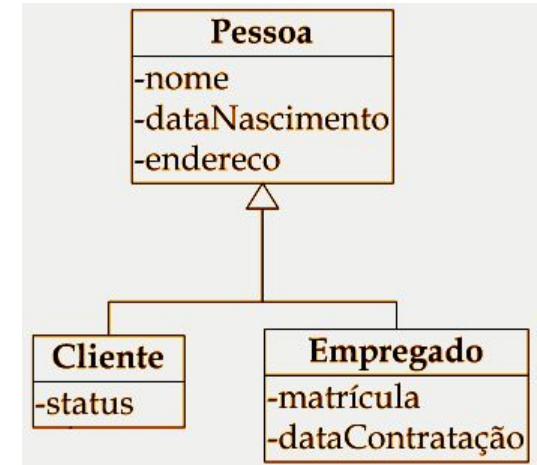 Pessoa
-nome
-dataNascimento
-endereco
Cliente
-status
Empregado
-matrícula
-dataContratação